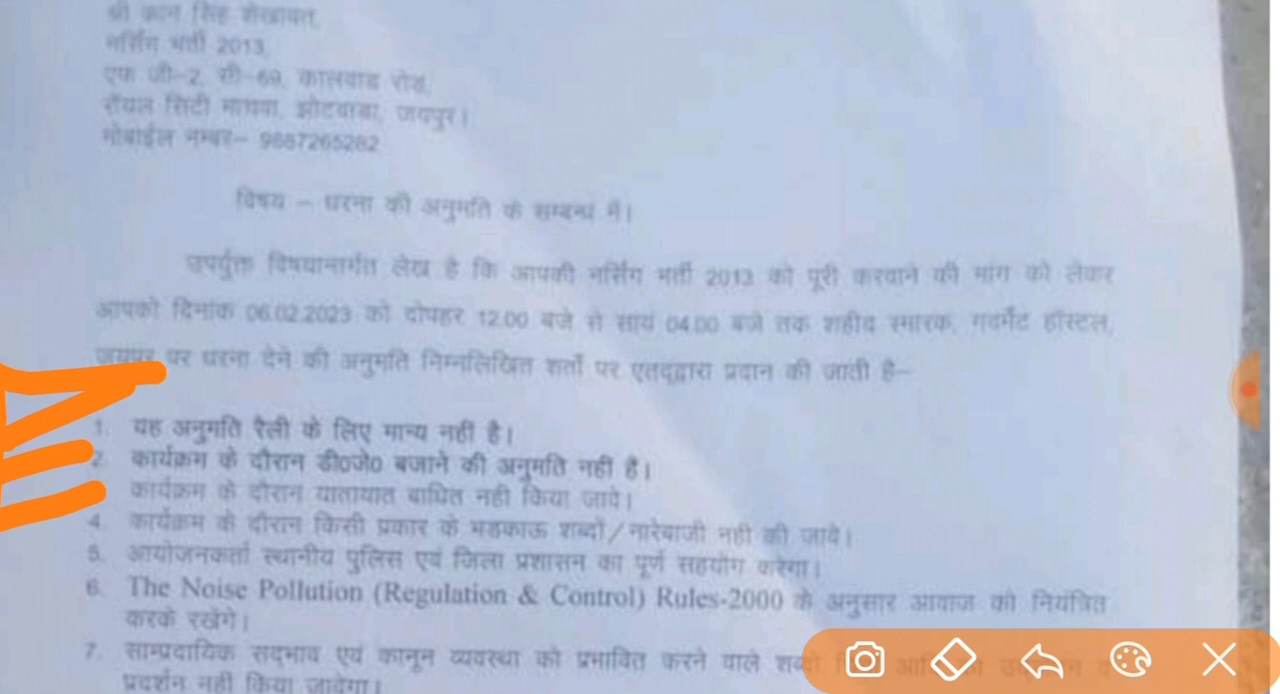 श्री कान सिंह शेखावत,
नर्सिंग भर्ती 2013,
एफ जी-2, सी-69, कालवाड रोड,
रॉयल सिटी माचवा, झोटवाडा, जयपुर।
मोबाईल नम्बर- 9887265282
विषय – धरना की अनुमति के सम्बन्ध में।
उपर्युक्त विषयान्तर्गत लेख है कि आपकी नर्सिंग भर्ती 2013 को पूरी करवाने की मांग को लेकर
आपको दिनांक 06.02.2023 को दोपहर 12.00 बजे से सायं 04.00 बजे तक शहीद स्मारक, गवर्मेंट हॉस्टल,
जयपुर पर धरना देने की अनुमति निम्नलिखित शर्तों पर एतद्द्वारा प्रदान की जाती है-
1. यह अनुमति रैली के लिए मान्य नहीं है।
2. कार्यक्रम के दौरान डी0जे0 बजाने की अनुमति नही है।
कार्यक्रम के दौरान यातायात बाधित नही किया जावे।
4. कार्यक्रम के दौरान किसी प्रकार के भडकाऊ शब्दों/नारेबाजी नही की जावे।
5. आयोजनकर्ता स्थानीय पुलिस एवं जिला प्रशासन का पूर्ण सहयोग करेगा।
6. The Noise Pollution (Regulation & Control) Rules-2000 के अनुसार आवाज को नियंत्रित
करके रखेगे।
7. साम्प्रदायिक सदभाव एवं कानून व्यवस्था को प्रभावित करने वाले
प्रदर्शन नही किया जावेगा।